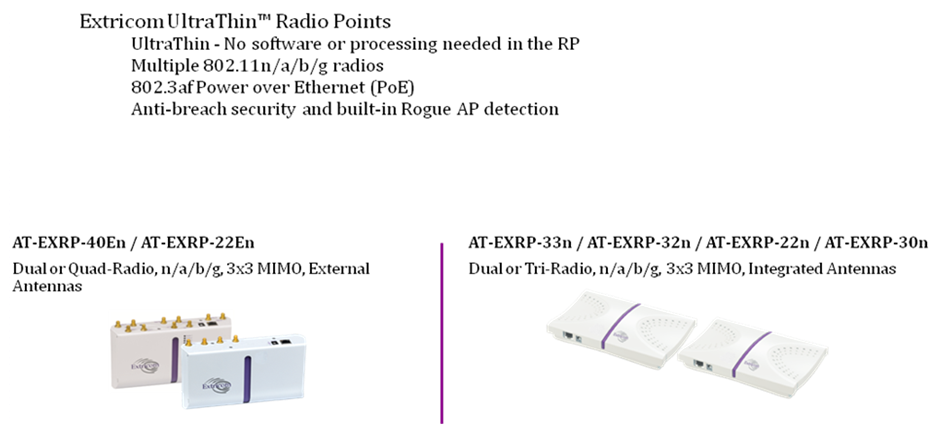 Extricom UltraThin™ Radio Points
UltraThin - No software or processing needed in the RP
Multiple 802.11n/a/b/g radios
802.3af Power over Ethernet (PoE)
Anti-breach security and built-in Rogue AP detection
AT-EXRP-40En / AT-EXRP-22En
Dual or Quad-Radio, n/a/b/g, 3x3 MIMO, External
Antennas
Extricom
Extricom
AT-EXRP-33n / AT-EXRP-32n / AT-EXRP-22n / AT-EXRP-30n
Dual or Tri-Radio, n/a/b/g, 3x3 MIMO, Integrated Antennas